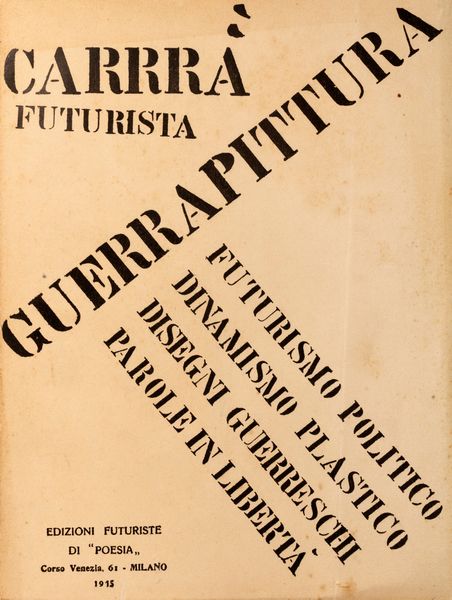 CARRRÀ
FUTURISTA
GUERRAPITTURA
FUTURISMO POLITICO
DINAMISMO PLASTICO
DISEGNI GUERRESCHI
PAROLE IN LIBERTÀ
EDIZIONI FUTURISTE
DI "POESIA„
Corso Venezia, 61 - MILANO
1915